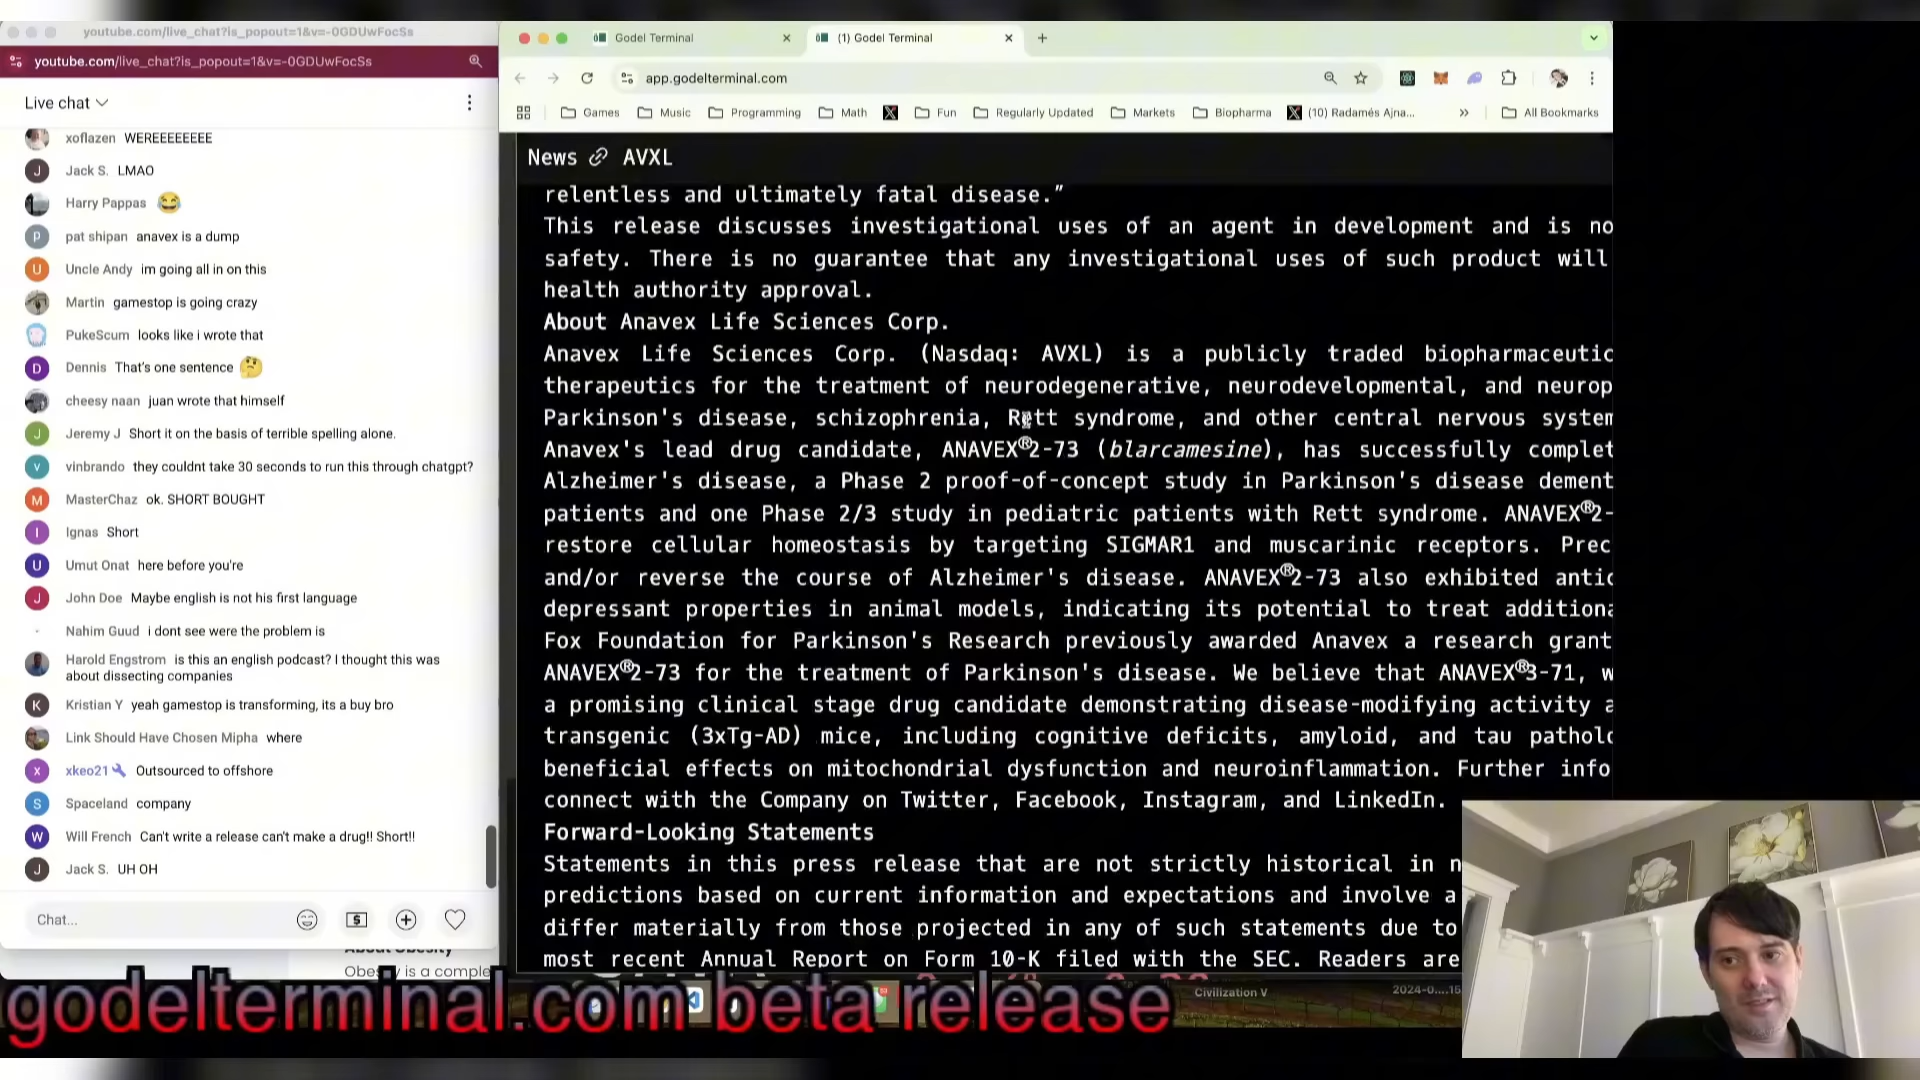 youtube.com/live_chat?is_popout=1&v=-0GDUwFocSs
youtube.com/live_chat?is_popout=1&v=-0GDUwFocSs
Live chat
xoflazen WEREEEEEEEE
J Jack S. LMAO
Harry Pappas 😂
P pat shipan anavex is a dump
U Uncle Andy im going all in on this
Martin gamestop is going crazy
PukeScum looks like i wrote that
D Dennis That's one sentence 🤔
cheesy naan juan wrote that himself
J Jeremy J Short it on the basis of terrible spelling alone.
v vinbrando they couldnt take 30 seconds to run this through chatgpt?
M MasterChaz ok. SHORT BOUGHT
I Ignas Short
U Umut Onat here before you're
J John Doe Maybe english is not his first language
Nahim Guud i dont see were the problem is
Harold Engstrom is this an english podcast? I thought this was
about dissecting companies
K Kristian Y yeah gamestop is transforming, its a buy bro
Link Should Have Chosen Mipha where
x xkeo21 Outsourced to offshore
S Spaceland company
W Will French Can't write a release can't make a drug!! Short!!
J Jack S. UH OH
Chat...
About Obesity
Obesity is a comple
Godel Terminal
(1) Godel Terminal
app.godelterminal.com
Games Music Programming Math Fun Regularly Updated Markets Biopharma (10) Radamés Ajna... » All Bookmarks
News AVXL
relentless and ultimately fatal disease."
This release discusses investigational uses of an agent in development and is no
safety. There is no guarantee that any investigational uses of such product will
health authority approval.
About Anavex Life Sciences Corp.
Anavex Life Sciences Corp. (Nasdaq: AVXL) is a publicly traded biopharmaceutic
therapeutics for the treatment of neurodegenerative, neurodevelopmental, and neurop
Parkinson's disease, schizophrenia, Rett syndrome, and other central nervous system
Anavex's lead drug candidate, ANAVEX®2-73 (blarcamesine), has successfully complet
Alzheimer's disease, a Phase 2 proof-of-concept study in Parkinson's disease dement
patients and one Phase 2/3 study in pediatric patients with Rett syndrome. ANAVEX®2-
restore cellular homeostasis by targeting SIGMAR1 and muscarinic receptors. Prec
and/or reverse the course of Alzheimer's disease. ANAVEX®2-73 also exhibited antic
depressant properties in animal models, indicating its potential to treat additiona
Fox Foundation for Parkinson's Research previously awarded Anavex a research grant
ANAVEX®2-73 for the treatment of Parkinson's disease. We believe that ANAVEX®3-71, w
a promising clinical stage drug candidate demonstrating disease-modifying activity a
transgenic (3xTg-AD) mice, including cognitive deficits, amyloid, and tau patholo
beneficial effects on mitochondrial dysfunction and neuroinflammation. Further info
connect with the Company on Twitter, Facebook, Instagram, and LinkedIn.
Forward-Looking Statements
Statements in this press release that are not strictly historical in n
predictions based on current information and expectations and involve a
differ materially from those projected in any of such statements due to
most recent Annual Report on Form 10-K filed with the SEC. Readers are
Civilization V
2024-0....15
godelterminal.com beta release